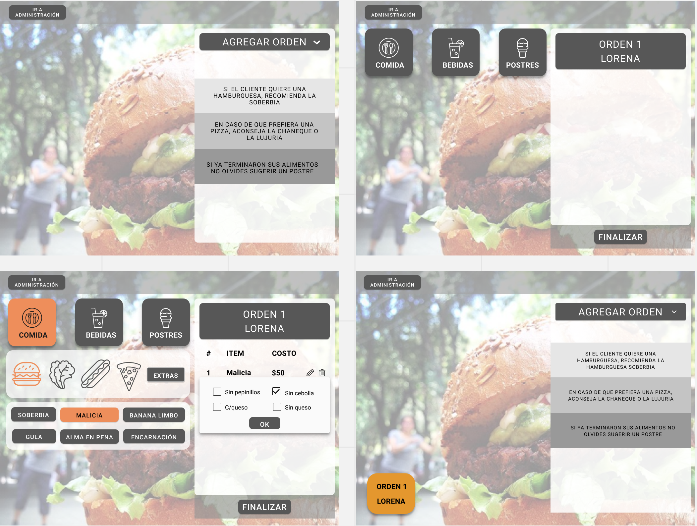 IR A
ADMINISTRACIÓN
AGREGAR ORDEN
SI EL CLIENTE QUIERE UNA
HAMBURGUESA, RECOMIENDA LA
SOBERBIA
EN CASO DE QUE PREFIERA UNA
PIZZA, ACONSEJA LA CHANEQUE O
LA LUJURIA
SI YA TERMINARON SUS ALIMENTOS
NO OLVIDES SUGERIR UN POSTRE
IR A
ADMINISTRACIÓN
COMIDA
BEBIDAS
POSTRES
ORDEN 1
LORENA
FINALIZAR
IR A
ADMINISTRACIÓN
COMIDA
BEBIDAS
POSTRES
EXTRAS
SOBERBIA
MALICIA
BANANA LIMBO
GULA
ALMA EN PENA
ENCARNACIÓN
ORDEN 1
LORENA
# ITEM COSTO
1 Malicia $50
Sin pepinillos
Sin cebolla
C/queso
Sin queso
OK
FINALIZAR
IR A
ADMINISTRACIÓN
AGREGAR ORDEN
SI EL CLIENTE QUIERE UNA
HAMBURGUESA, RECOMIENDA LA
HAMBURGUESA SOBERBIA
EN CASO DE QUE PREFIERA UNA PIZZA,
ACONSEJA LA CHANEQUE O LA LUJURIA
SI YA TERMINARON SUS ALIMENTOS NO
OLVIDES SUGERIR UN POSTRE
ORDEN 1
LORENA